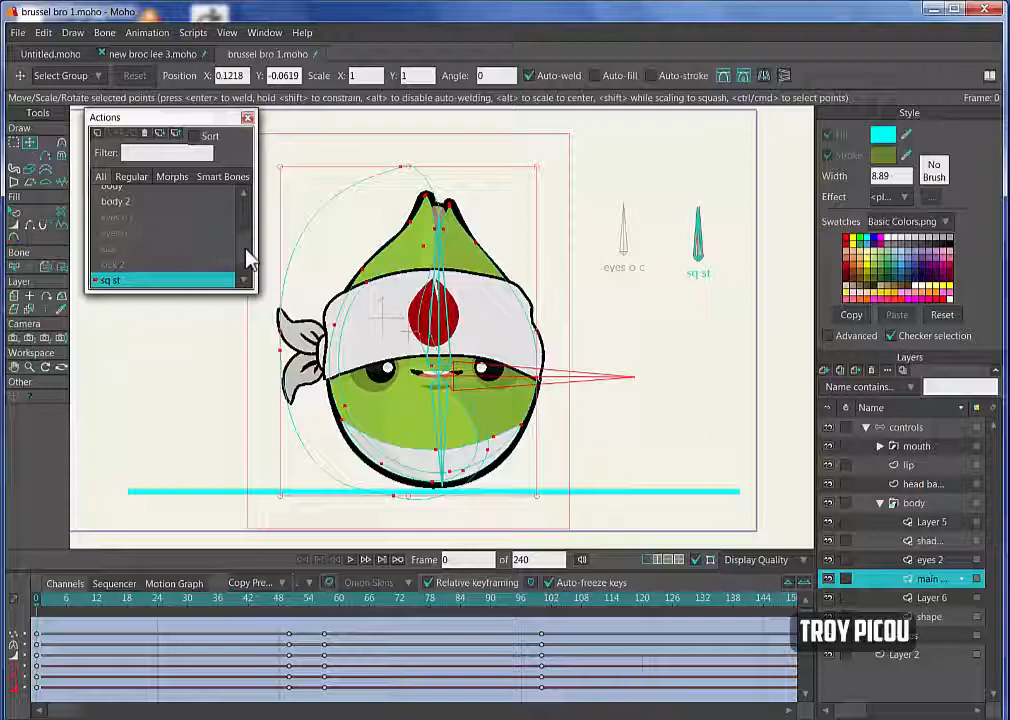 brussel bro 1.moho - Moho
File Edit Draw Bone Animation Scripts View Window Help
Untitled.moho new broc lee 3.moho brussel bro 1.moho
Select Group Reset Position X: 0.1218 Y: -0.0619 Scale X: 1 Y: 1 Angle: 0 Auto-weld Auto-fill Auto-stroke
Move/Scale/Rotate selected points (press <enter> to weld, hold <shift> to constrain, <alt> to disable auto-welding, <alt> to scale to center, <shift> while scaling to squash, <ctrl/cmd> to select points) Frame: 0
Tools
Draw
Fill
Bone
Layer
Camera
Workspace
Other
Actions
Sort
Filter:
All Regular Morphs Smart Bones
body
body 2
eyes o c
sq st
eyes o c
sq st
Style
Fill
Stroke
No Brush
Width 8.89
Effect <pl...
Swatches Basic Colors.png
Copy Paste Reset
Advanced Checker selection
Layers
Name contains...
Name
controls
mouth
lip
head ba...
body
Layer 5
shad...
eyes 2
main ...
Layer 6
shape
Layer 2
TROY PICOU
Frame 0 of 240 Display Quality
Channels Sequencer Motion Graph Copy Pre... Onion Skins Relative keyframing Auto-freeze keys
0 6 12 18 24 30 36 42 48 54 60 66 72 78 84 90 96 102 108 114 120 126 132 138 144